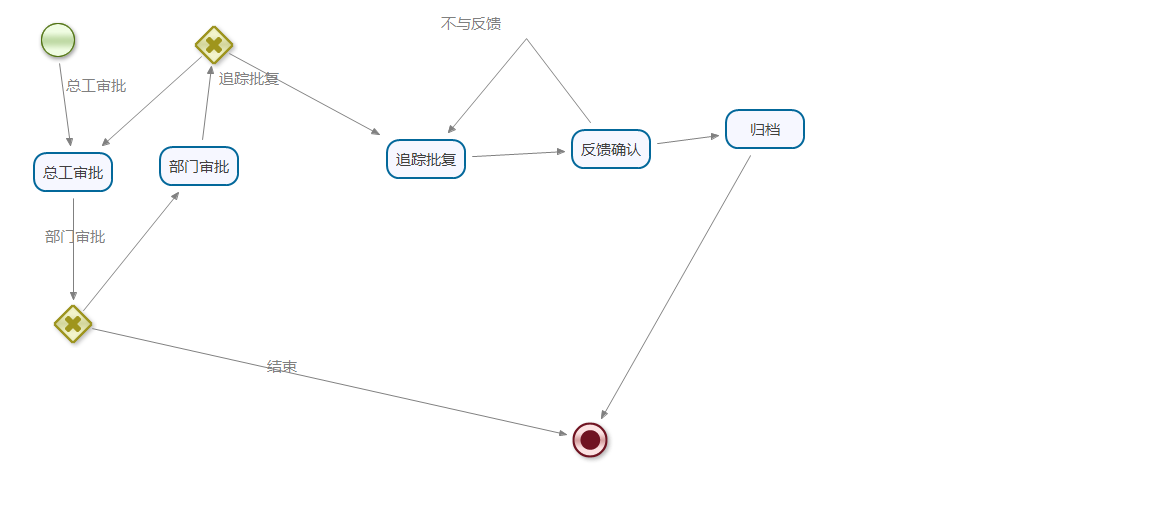 不与反馈
总工审批
追踪批复
归档
反馈确认
追踪批复
部门审批
总工审批
部门审批
结束